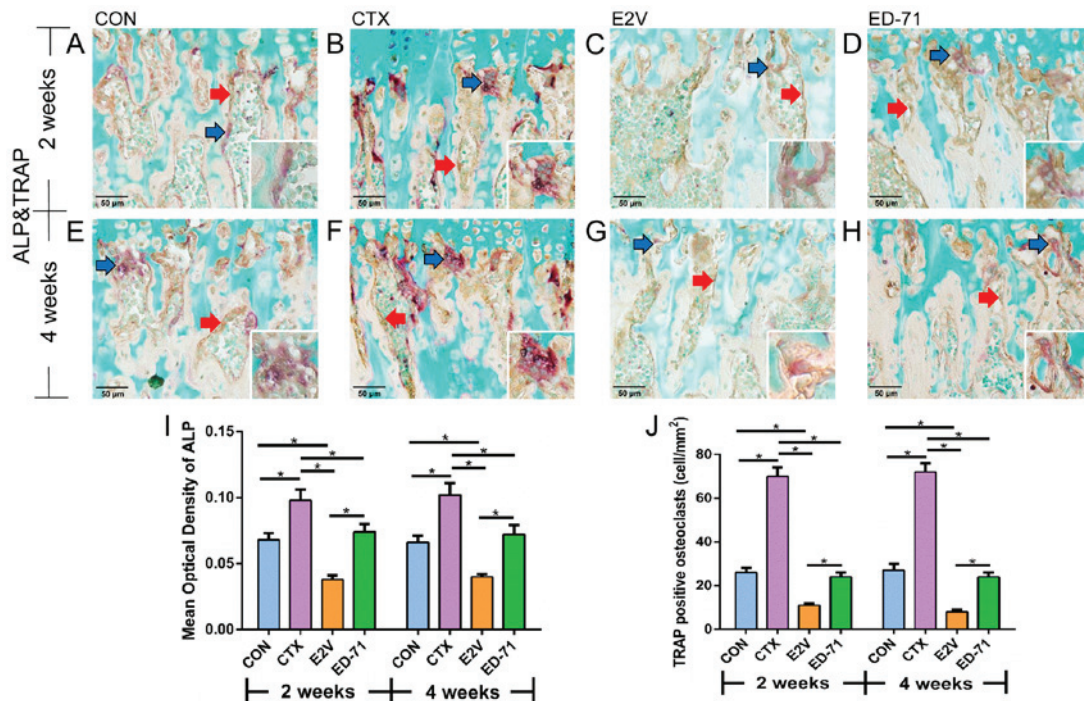 CON CTX E2V ED-71
ALP&TRAP
2 weeks
4 weeks
A B C D
50 μm 50 μm 50 μm 50 μm
E F G H
50 μm 50 μm 50 μm 50 μm
I
Mean Optical Density of ALP
0.15
0.10
0.05
0.00
* * * * *
* * * * *
CON CTX E2V ED-71 CON CTX E2V ED-71
2 weeks 4 weeks
J
TRAP positive osteoclasts (cell/mm²)
80
60
40
20
0
* * * * *
* * * * *
CON CTX E2V ED-71 CON CTX E2V ED-71
2 weeks 4 weeks